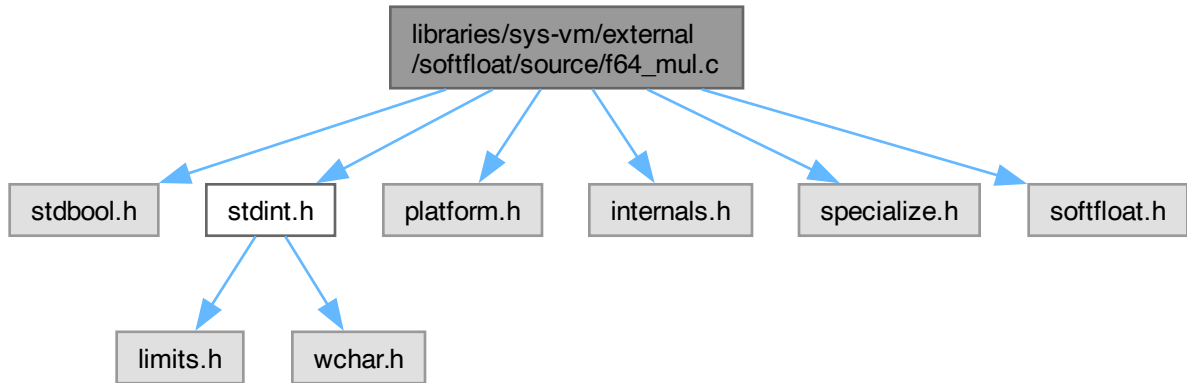 libraries/sys-vm/external
/softfloat/source/f64_mul.c
stdbool.h
stdint.h
platform.h
internals.h
specialize.h
softfloat.h
limits.h
wchar.h